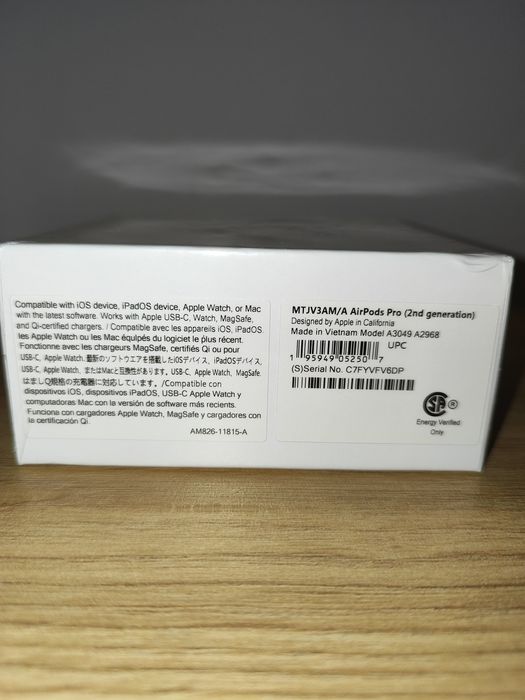 Compatible with iOS device, iPadOS device, Apple Watch, or Mac
with the latest software. Works with Apple USB-C, Watch, MagSafe,
and Qi-certified chargers. / Compatible avec les appareils iOS, iPadOS
les Apple Watch ou les Mac équipés du logiciel le plus récent.
Fonctionne avec les chargeurs MagSafe, certifiés Qi ou pour
USB-C, Apple Watch. 最新のソフトウエアを搭載したiOSデバイス、iPadOSデバイス、
Apple Watch、またはMacと互換性があります。USB-C、Apple Watch、MagSafe
はまし Qi規格の充電器に対応しています。/Compatible con
dispositivos iOS, dispositivos iPadOS, USB-C Apple Watch y
computadoras Mac con la versión de software más recientes.
Funciona con cargadores Apple Watch, MagSafe y cargadores con
la certificación Qi.
AM826-11815-A
MTJV3AM/A AirPods Pro (2nd generation)
Designed by Apple in California
Made in Vietnam Model A3049 A2968
1 95949 05250 7
UPC
(S)Serial No. C7FYVFV6DP
SA ®
Energy Verified
Only